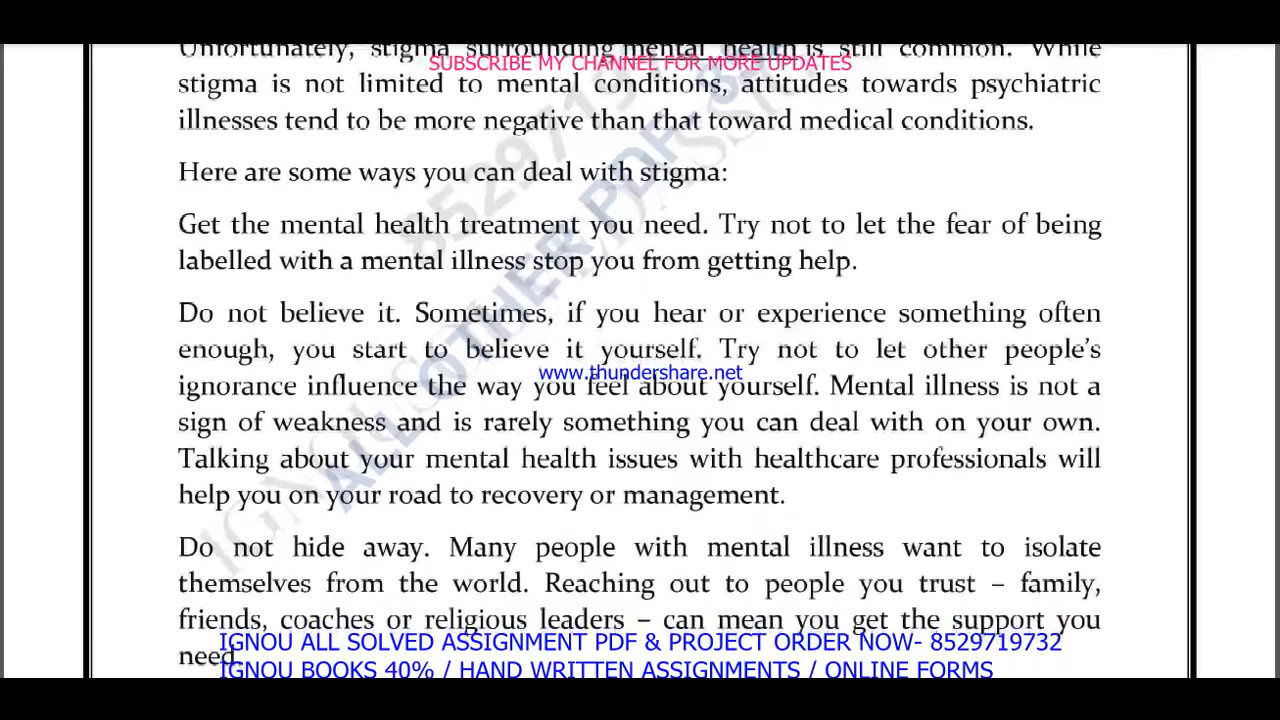 Unfortunately, stigma surrounding mental health is still common. While
SUBSCRIBE MY CHANNEL FOR MORE UPDATES
stigma is not limited to mental conditions, attitudes towards psychiatric
illnesses tend to be more negative than that toward medical conditions.
Here are some ways you can deal with stigma:
Get the mental health treatment you need. Try not to let the fear of being
labelled with a mental illness stop you from getting help.
Do not believe it. Sometimes, if you hear or experience something often
enough, you start to believe it yourself. Try not to let other people's
www.thundershare.net
ignorance influence the way you feel about yourself. Mental illness is not a
sign of weakness and is rarely something you can deal with on your own.
Talking about your mental health issues with healthcare professionals will
help you on your road to recovery or management.
Do not hide away. Many people with mental illness want to isolate
themselves from the world. Reaching out to people you trust – family,
friends, coaches or religious leaders – can mean you get the support you
IGNOU ALL SOLVED ASSIGNMENT PDF & PROJECT ORDER NOW- 8529719732
need.
IGNOU BOOKS 40% / HAND WRITTEN ASSIGNMENTS / ONLINE FORMS
ALL OTHER PDF